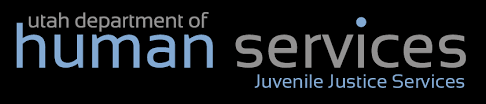 utah department of
human services
Juvenile Justice Services